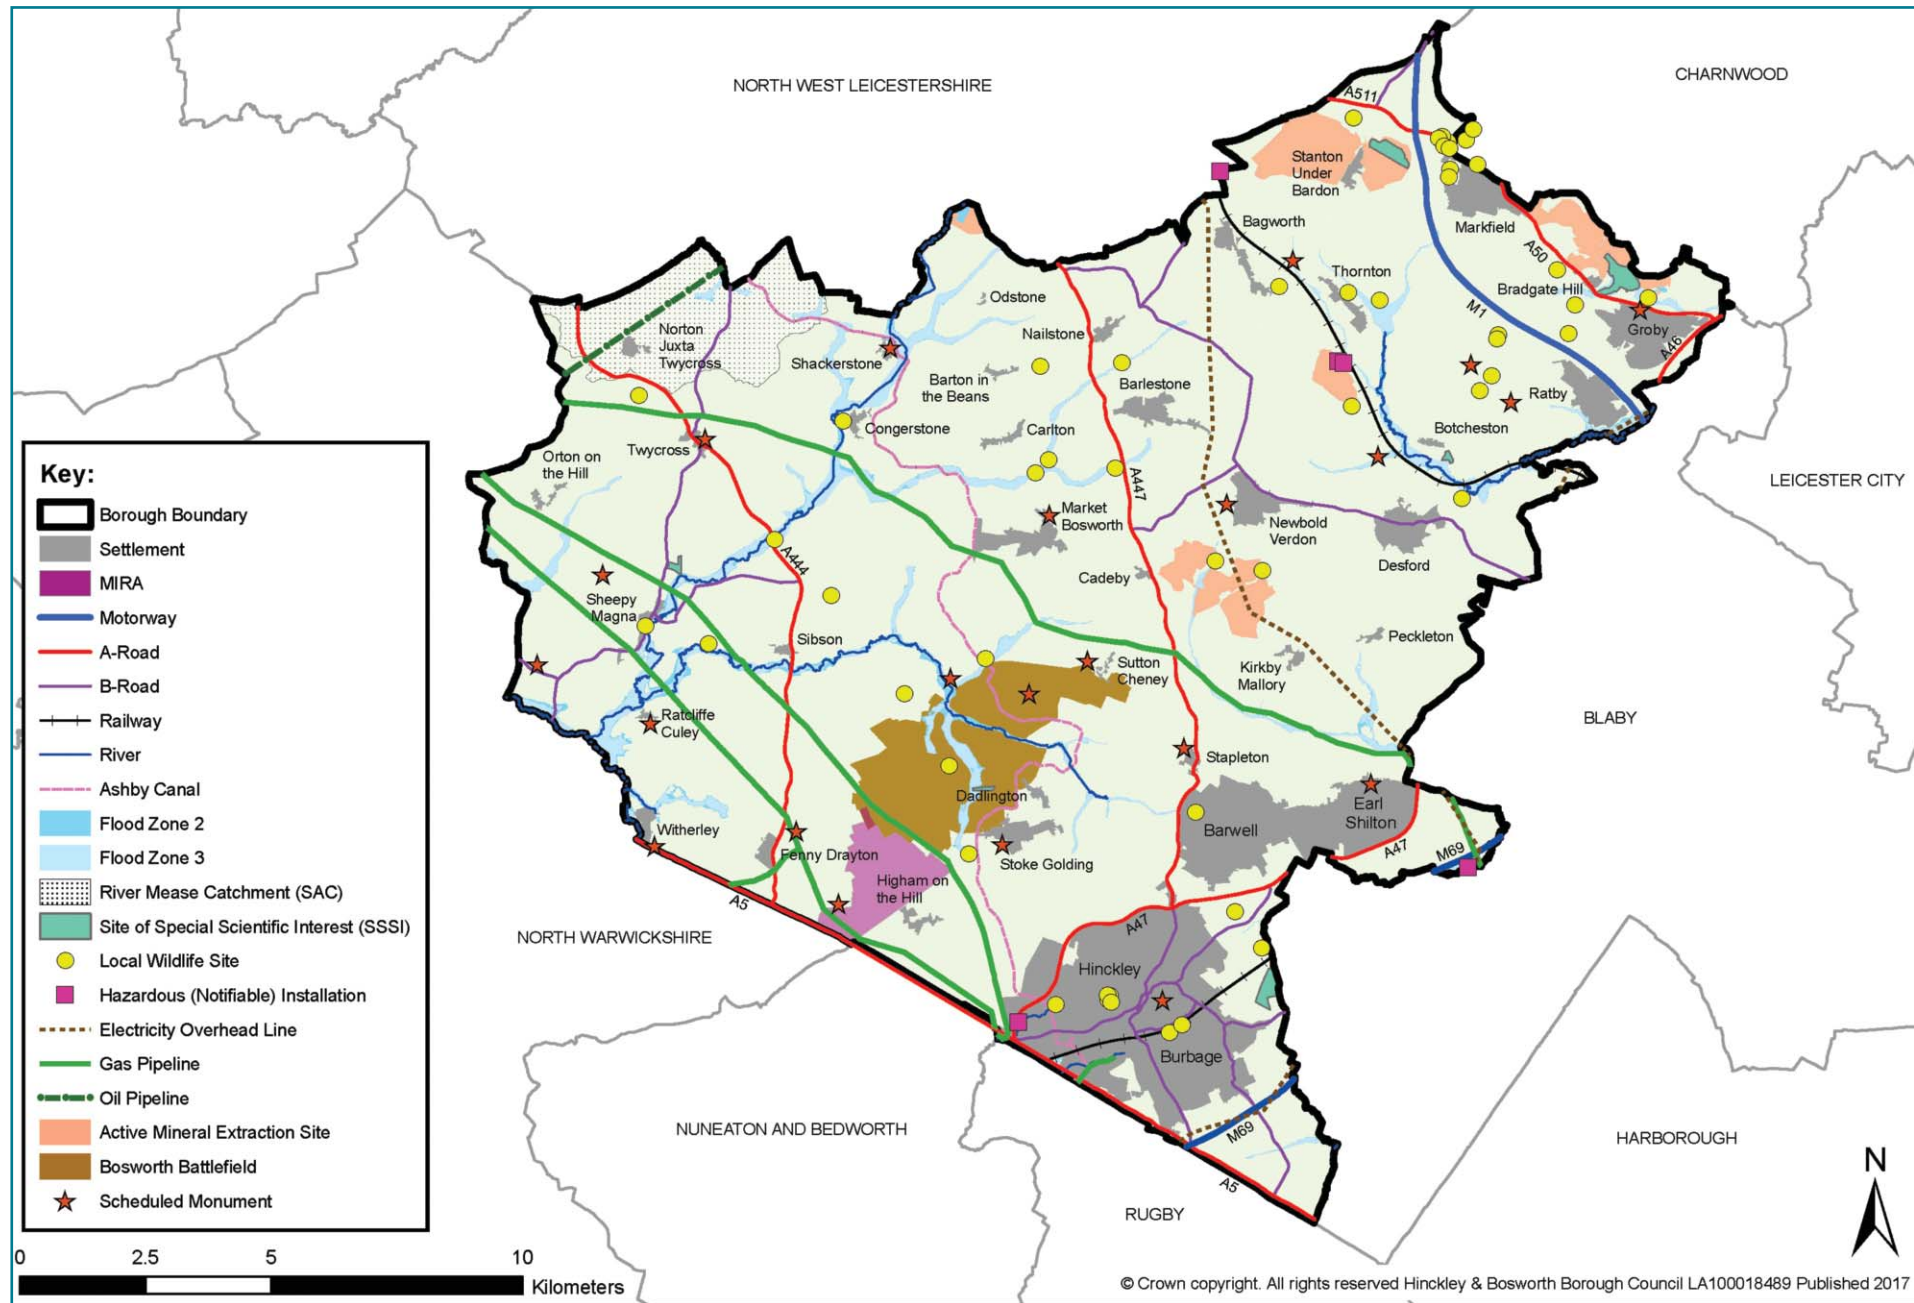 NORTH WEST LEICESTERSHIRE
CHARNWOOD
A511
Stanton
Under
Bardon
Markfield
Bagworth
A50
Thornton
Bradgate Hill
M1
Groby
A46
Odstone
Nailstone
Norton
Juxta
Twycross
Shackerstone
Barton in
the Beans
Barlestone
Ratby
Congerstone
Carlton
Botcheston
Twycross
Orton on
the Hill
A447
LEICESTER CITY
Market
Bosworth
Newbold
Verdon
A444
Desford
Cadeby
Sheepy
Magna
Sibson
Peckleton
Sutton
Cheney
Kirkby
Mallory
Ratcliffe
Culey
BLABY
Stapleton
Dadlington
Earl
Shilton
Witherley
Barwell
Fenny Drayton
Stoke Golding
A47
M69
Higham on
the Hill
A5
NORTH WARWICKSHIRE
A47
Hinckley
Burbage
NUNEATON AND BEDWORTH
M69
HARBOROUGH
A5
RUGBY
N
Key:
Borough Boundary
Settlement
MIRA
Motorway
A-Road
B-Road
Railway
River
Ashby Canal
Flood Zone 2
Flood Zone 3
River Mease Catchment (SAC)
Site of Special Scientific Interest (SSSI)
Local Wildlife Site
Hazardous (Notifiable) Installation
Electricity Overhead Line
Gas Pipeline
Oil Pipeline
Active Mineral Extraction Site
Bosworth Battlefield
Scheduled Monument
0 2.5 5 10
Kilometers
© Crown copyright. All rights reserved Hinckley & Bosworth Borough Council LA100018489 Published 2017